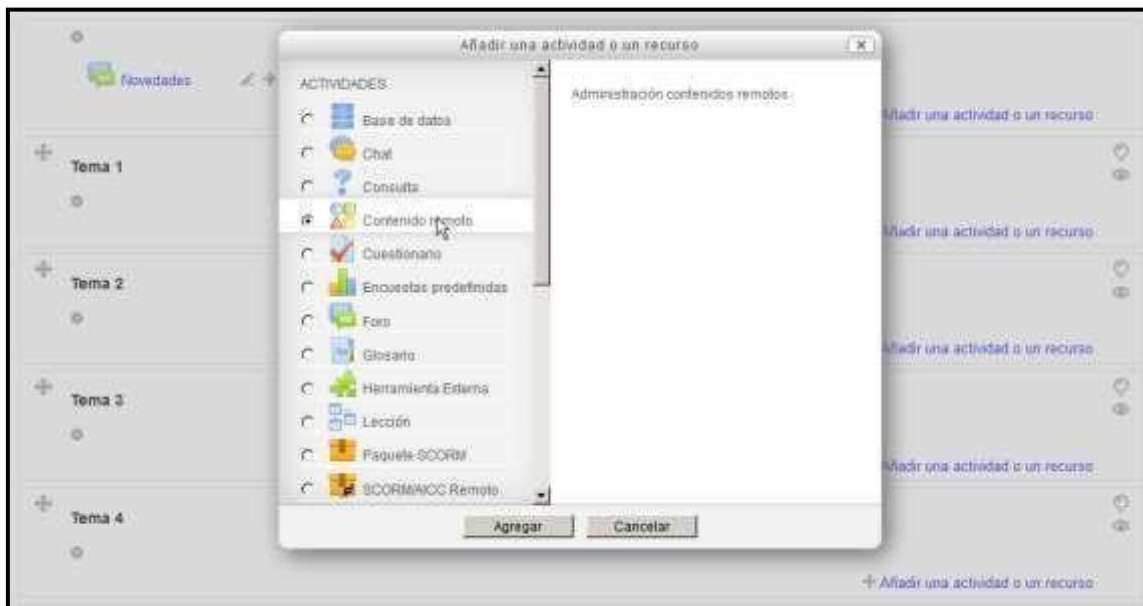 Añadir una actividad o un recurso
Novedades
ACTIVIDADES
Base de datos
Chat
Consulta
Contenido remoto
Cuestionario
Encuestas predefinidas
Foro
Glosario
Herramienta Externa
Lección
Paquete SCORM
SCORM/AICC Remoto
Administración contenidos remotos
Agregar
Cancelar
Añadir una actividad o un recurso
Tema 1
Añadir una actividad o un recurso
Tema 2
Añadir una actividad o un recurso
Tema 3
Añadir una actividad o un recurso
Tema 4
Añadir una actividad o un recurso